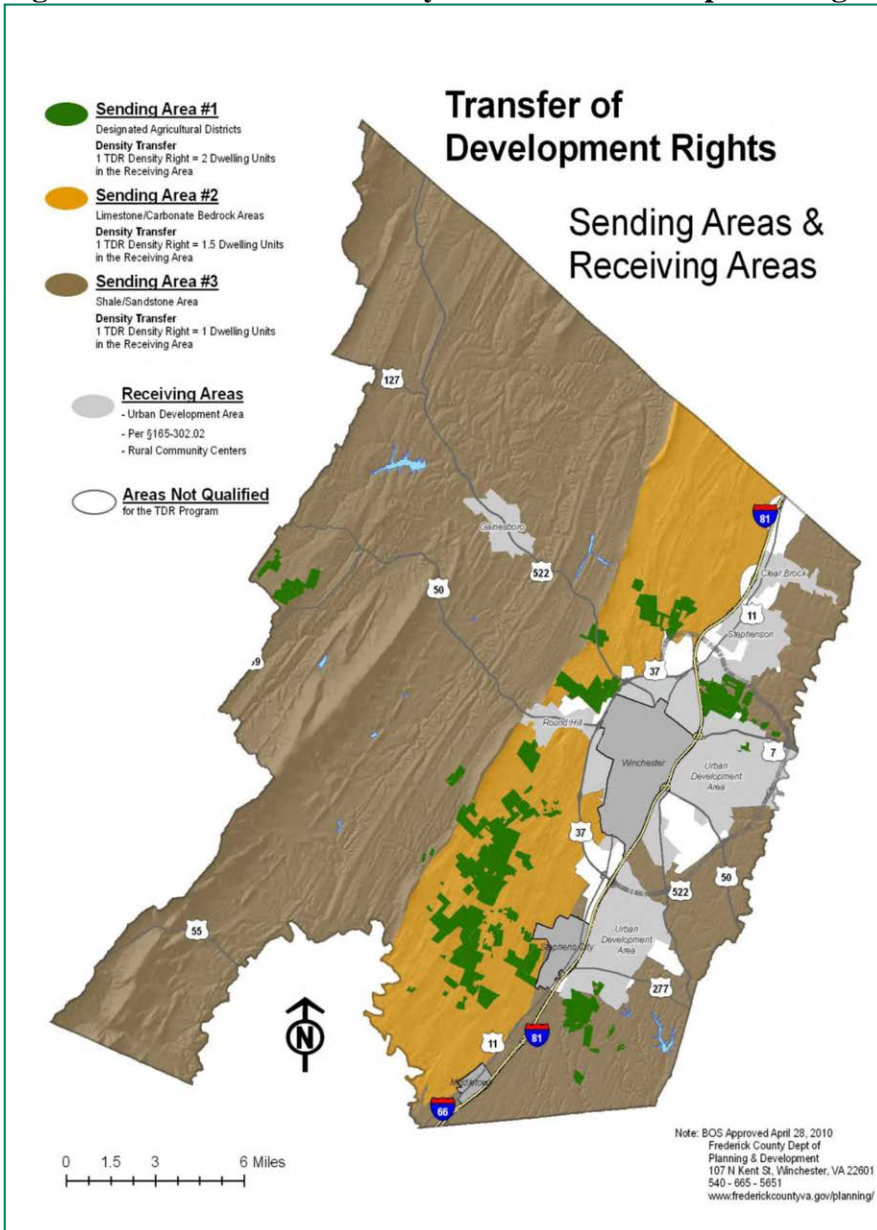 Transfer of
Development Rights
Sending Areas &
Receiving Areas
Sending Area #1
Designated Agricultural Districts
Density Transfer
1 TDR Density Right = 2 Dwelling Units
in the Receiving Area
Sending Area #2
Limestone/Carbonate Bedrock Areas
Density Transfer
1 TDR Density Right = 1.5 Dwelling Units
in the Receiving Area
Sending Area #3
Shale/Sandstone Area
Density Transfer
1 TDR Density Right = 1 Dwelling Units
in the Receiving Area
Receiving Areas
- Urban Development Area
- Per §165-302.02
- Rural Community Centers
Areas Not Qualified
for the TDR Program
127
Gainesboro
81
Clear Brock
522
50
11
Stephenson
37
Round Hill
7
Winchester
Urban
Development
Area
37
50
522
55
Stephens City
Urban
Development
Area
277
11
81
66
N
0 1.5 3 6 Miles
Note: BOS Approved April 28, 2010
Frederick County Dept of
Planning & Development
107 N Kent St, Winchester, VA 22601
540 - 665 - 5651
www.frederickcountyva.gov/planning/